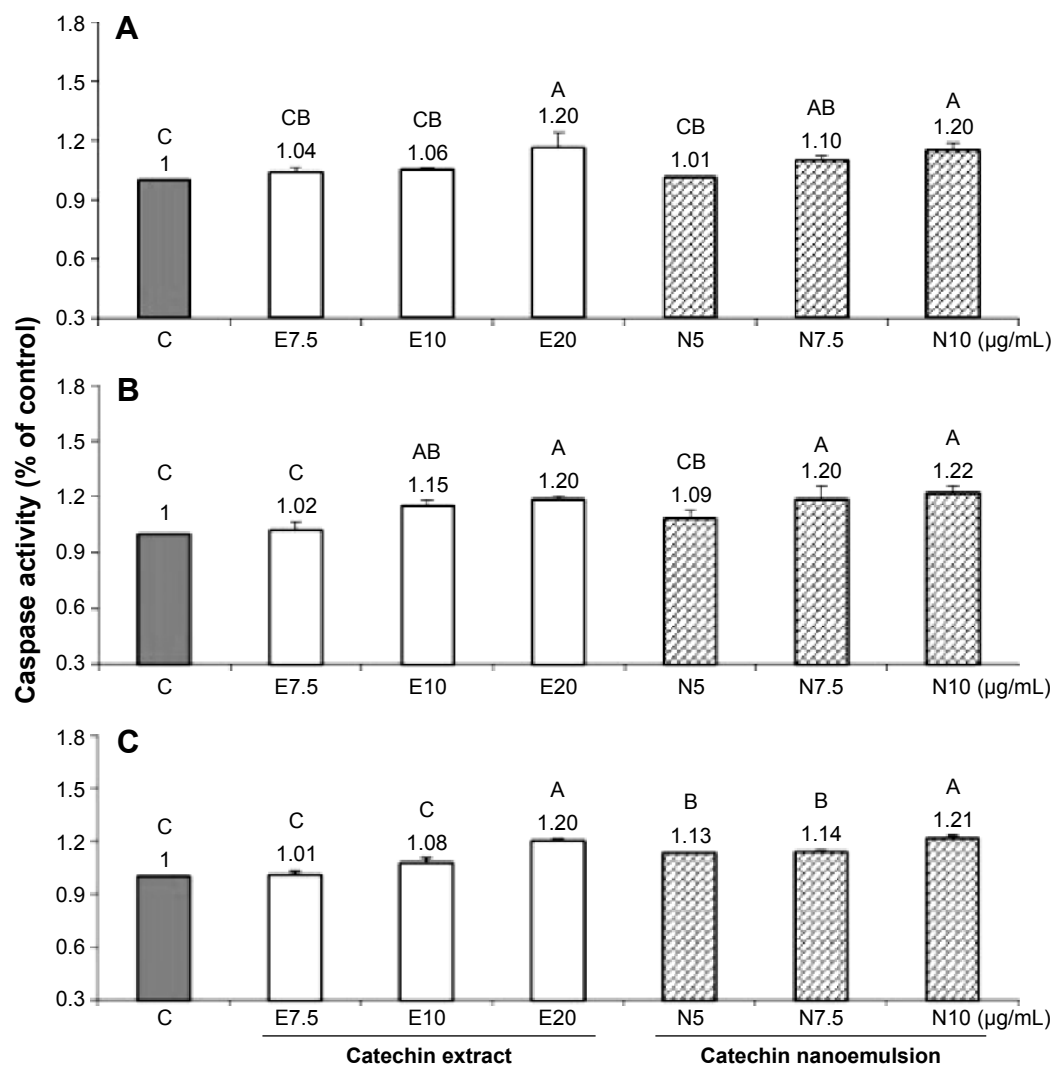 Caspase activity (% of control)
A
1.8
1.5
1.2
0.9
0.6
0.3
C CB CB A CB AB A
1 1.04 1.06 1.20 1.01 1.10 1.20
C E7.5 E10 E20 N5 N7.5 N10 (µg/mL)
B
1.8
1.5
1.2
0.9
0.6
0.3
C C AB A CB A A
1 1.02 1.15 1.20 1.09 1.20 1.22
C E7.5 E10 E20 N5 N7.5 N10 (µg/mL)
C
1.8
1.5
1.2
0.9
0.6
0.3
C C C A B B A
1 1.01 1.08 1.20 1.13 1.14 1.21
C E7.5 E10 E20 N5 N7.5 N10 (µg/mL)
Catechin extract Catechin nanoemulsion